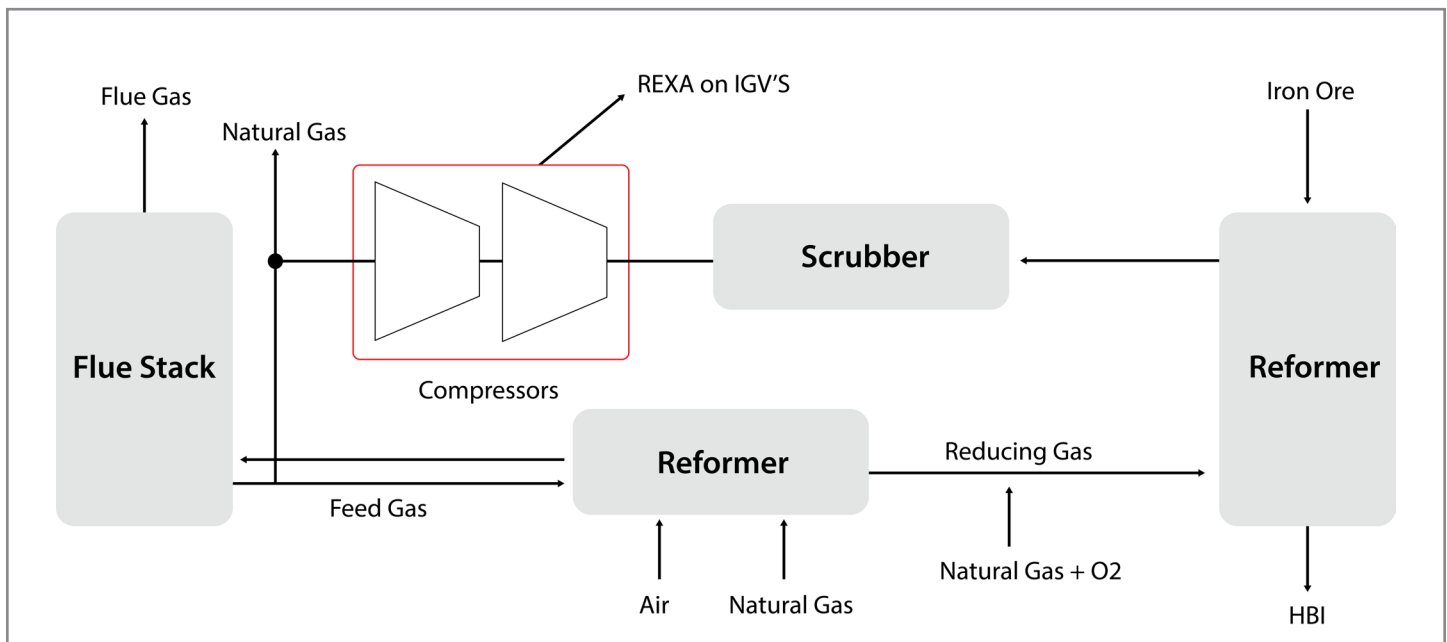 REXA on IGV'S
Flue Gas
Iron Ore
Natural Gas
Scrubber
Flue Stack
Reformer
Compressors
Reformer
Reducing Gas
Feed Gas
Natural Gas + O2
Air
Natural Gas
HBI